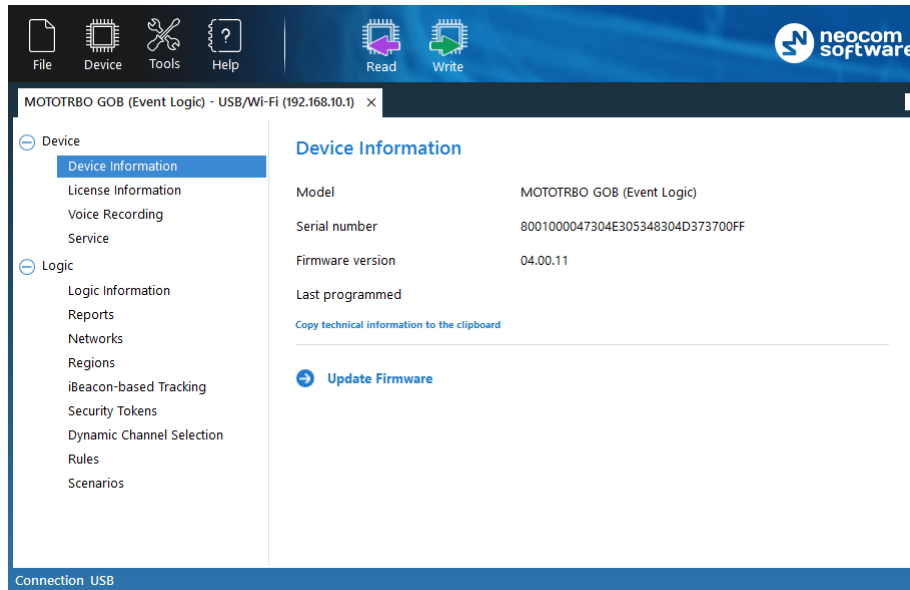 File Device Tools Help Read Write
neocom
software
MOTOTRBO GOB (Event Logic) - USB/Wi-Fi (192.168.10.1) ×
Device
Device Information
License Information
Voice Recording
Service
Logic
Logic Information
Reports
Networks
Regions
iBeacon-based Tracking
Security Tokens
Dynamic Channel Selection
Rules
Scenarios
Device Information
Model MOTOTRBO GOB (Event Logic)
Serial number 8001000047304E305348304D373700FF
Firmware version 04.00.11
Last programmed
Copy technical information to the clipboard
Update Firmware
Connection USB